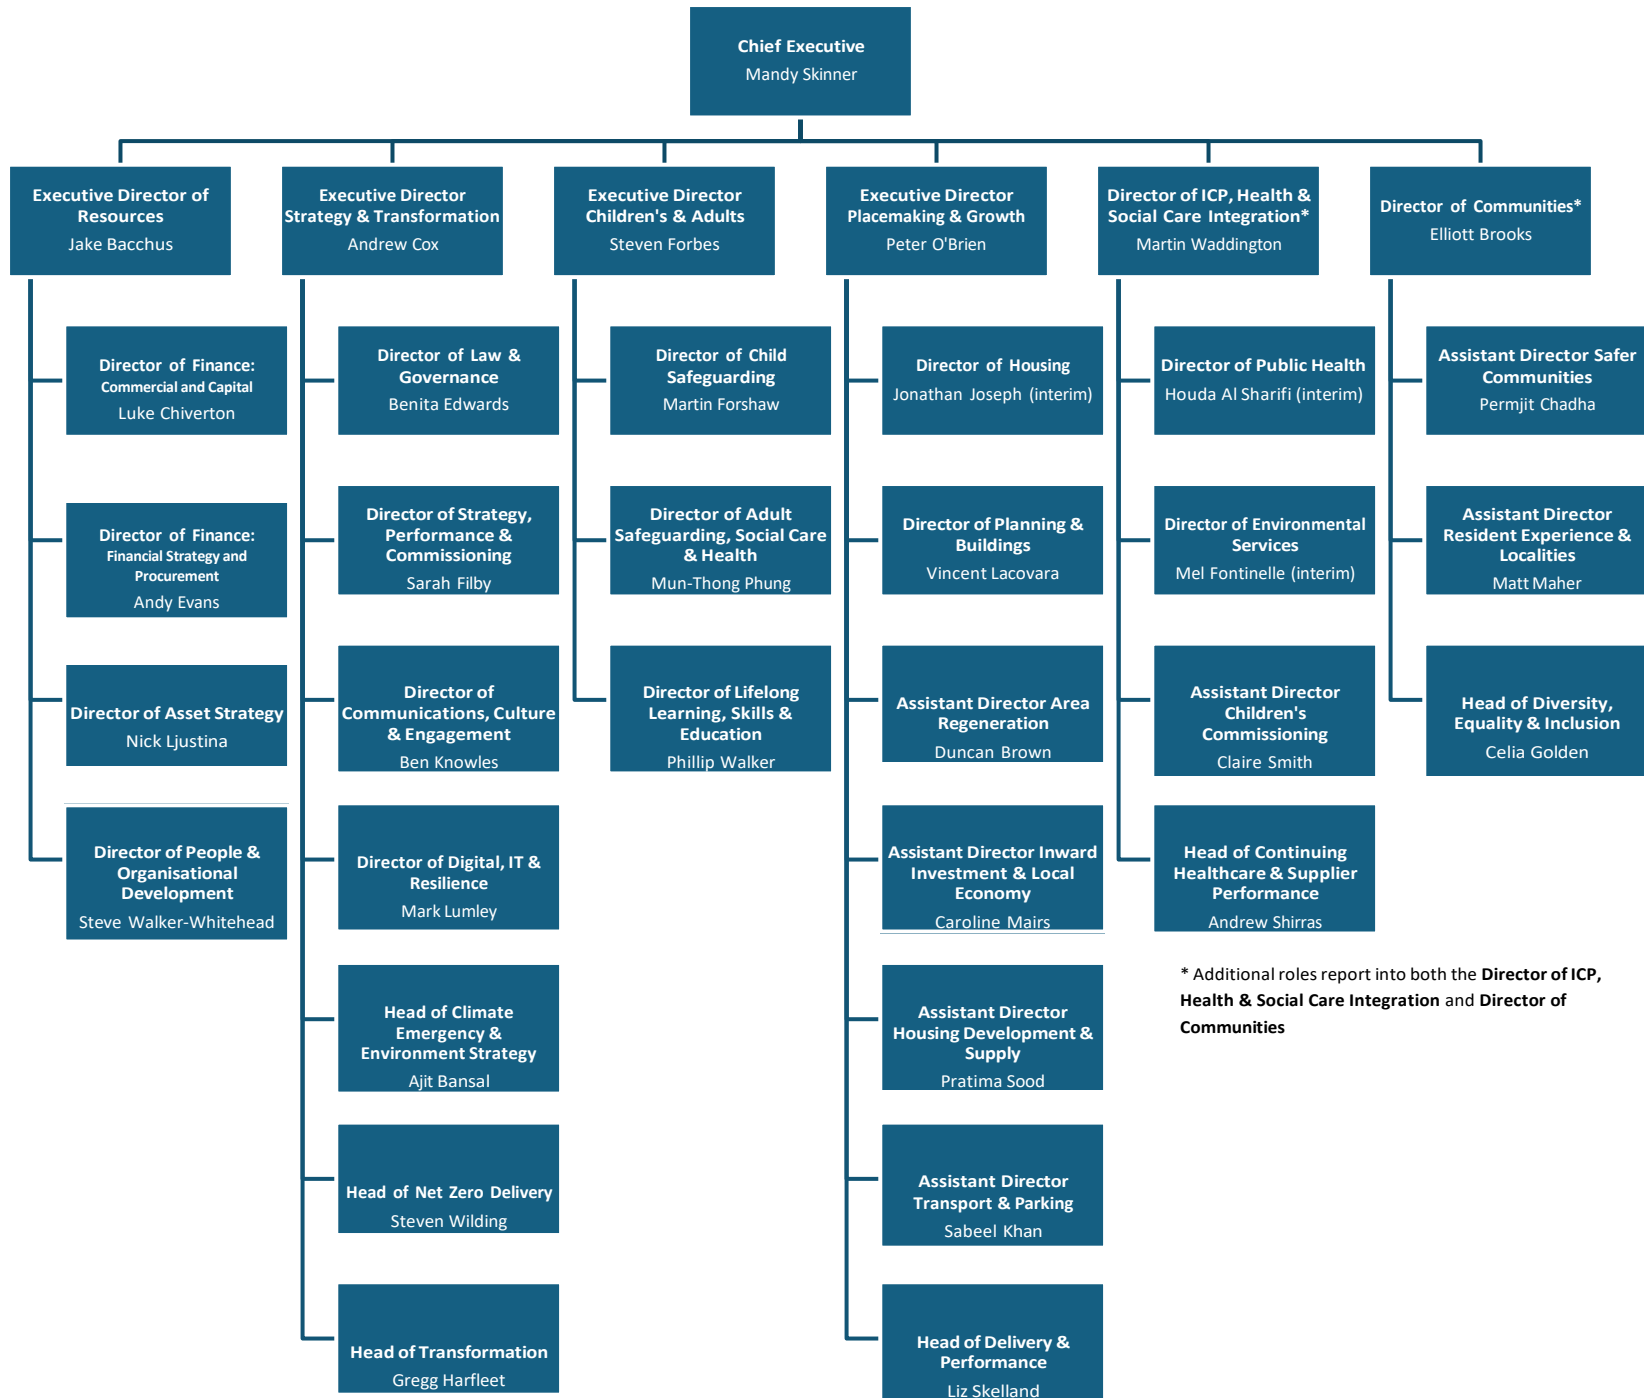 Chief Executive
Mandy Skinner
Executive Director of
Resources
Jake Bacchus
Executive Director
Strategy & Transformation
Andrew Cox
Executive Director
Children's & Adults
Steven Forbes
Executive Director
Placemaking & Growth
Peter O'Brien
Director of ICP, Health &
Social Care Integration*
Martin Waddington
Director of Communities*
Elliott Brooks
Director of Finance:
Commercial and Capital
Luke Chiverton
Director of Finance:
Financial Strategy and
Procurement
Andy Evans
Director of Asset Strategy
Nick Ljustina
Director of People &
Organisational
Development
Steve Walker-Whitehead
Director of Law &
Governance
Benita Edwards
Director of Strategy,
Performance &
Commissioning
Sarah Filby
Director of
Communications, Culture
& Engagement
Ben Knowles
Director of Digital, IT &
Resilience
Mark Lumley
Head of Climate
Emergency &
Environment Strategy
Ajit Bansal
Head of Net Zero Delivery
Steven Wilding
Head of Transformation
Gregg Harfleet
Director of Child
Safeguarding
Martin Forshaw
Director of Adult
Safeguarding, Social Care
& Health
Mun-Thong Phung
Director of Lifelong
Learning, Skills &
Education
Phillip Walker
Director of Housing
Jonathan Joseph (interim)
Director of Planning &
Buildings
Vincent Lacovara
Assistant Director Area
Regeneration
Duncan Brown
Assistant Director Inward
Investment & Local
Economy
Caroline Mairs
Assistant Director
Housing Development &
Supply
Pratima Sood
Assistant Director
Transport & Parking
Sabeel Khan
Head of Delivery &
Performance
Liz Skelland
Director of Public Health
Houda Al Sharifi (interim)
Director of Environmental
Services
Mel Fontinelle (interim)
Assistant Director
Children's
Commissioning
Claire Smith
Head of Continuing
Healthcare & Supplier
Performance
Andrew Shirras
Assistant Director Safer
Communities
Permjit Chadha
Assistant Director
Resident Experience &
Localities
Matt Maher
Head of Diversity,
Equality & Inclusion
Celia Golden
* Additional roles report into both the Director of ICP,
Health & Social Care Integration and Director of
Communities